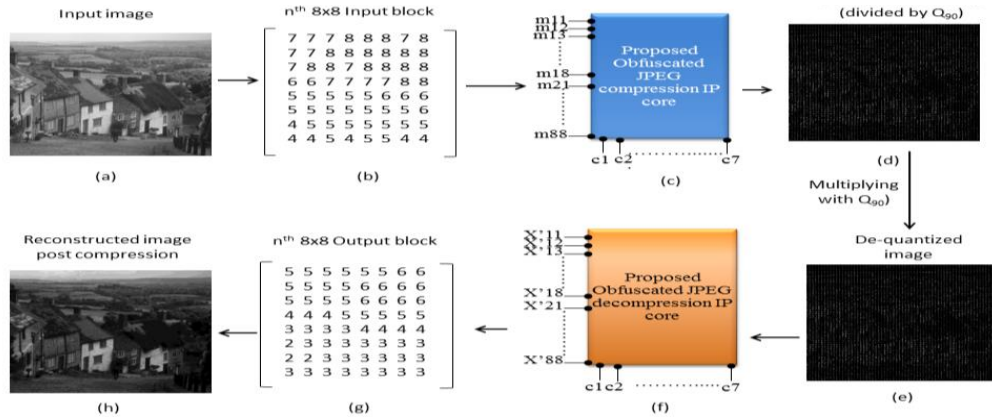 Input image
nth 8x8 Input block
7 7 7 8 8 8 7 8
7 7 8 8 8 8 8 8
7 8 8 7 8 8 8 8
6 6 7 7 7 7 8 8
5 5 5 5 5 6 6 6
5 5 5 5 5 5 5 6
4 5 5 5 5 5 5 5
4 4 5 4 5 5 4 4
(a)
(b)
m11
m12
m13
m18
m21
m88
Proposed
Obfuscated
JPEG
compression IP
core
c1 c2 c7
(c)
(divided by Q90)
(d)
Multiplying
with Q90)
De-quantized
image
(e)
X'11
X'12
X'13
X'18
X'21
X'88
Proposed
Obfuscated JPEG
decompression IP
core
c1 c2 c7
(f)
nth 8x8 Output block
5 5 5 5 5 5 6 6
5 5 5 5 6 6 6 6
5 5 5 5 6 6 6 6
4 4 4 5 5 5 5 5
3 3 3 3 4 4 4 4
2 3 3 3 3 3 3 3
2 2 3 3 3 3 3 3
3 3 3 3 3 3 3 3
(g)
Reconstructed image
post compression
(h)